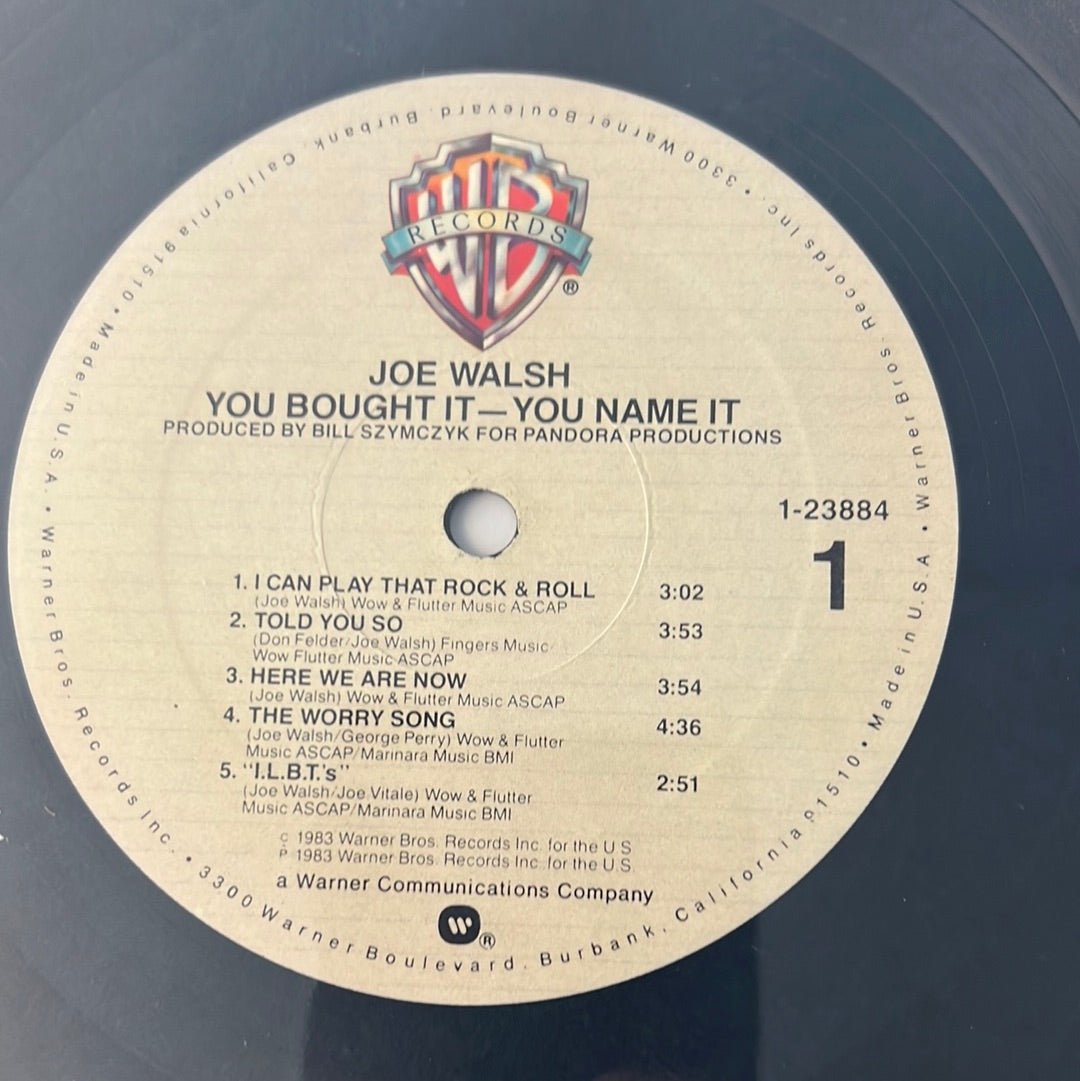 RECORDS
®
JOE WALSH
YOU BOUGHT IT—YOU NAME IT
PRODUCED BY BILL SZYMCZYK FOR PANDORA PRODUCTIONS
1-23884
1
1. I CAN PLAY THAT ROCK & ROLL 3:02
(Joe Walsh) Wow & Flutter Music ASCAP
2. TOLD YOU SO 3:53
(Don Felder/Joe Walsh) Fingers Music/
Wow Flutter Music ASCAP
3. HERE WE ARE NOW 3:54
(Joe Walsh) Wow & Flutter Music ASCAP
4. THE WORRY SONG 4:36
(Joe Walsh/George Perry) Wow & Flutter
Music ASCAP/Marinara Music BMI
5. "I.L.B.T.'s" 2:51
(Joe Walsh/Joe Vitale) Wow & Flutter
Music ASCAP/Marinara Music BMI
© 1983 Warner Bros. Records Inc. for the U.S.
℗ 1983 Warner Bros. Records Inc. for the U.S.
a Warner Communications Company
®
Warner Bros. Records Inc. • 3300 Warner Boulevard, Burbank, California 91510 • Made in U.S.A. • Warner Bros. Records Inc. • 3300 Warner Boulevard, Burbank, California 91510 • Made in U.S.A. •